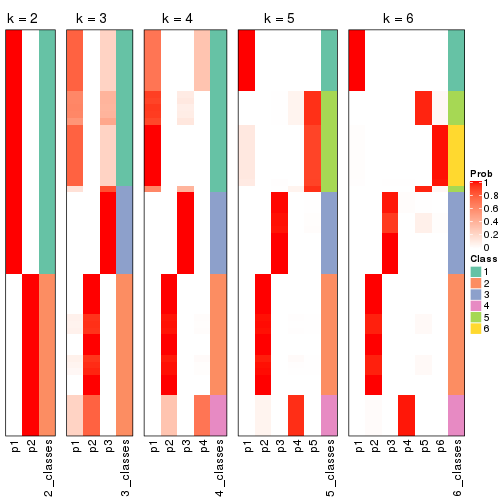 k = 2
k = 3
k = 4
k = 5
k = 6
Prob
1
0.8
0.6
0.4
0.2
0
Class
1
2
3
4
5
6
p1
p2
2_classes
p1
p2
p3
3_classes
p1
p2
p3
p4
4_classes
p1
p2
p3
p4
p5
5_classes
p1
p2
p3
p4
p5
p6
6_classes